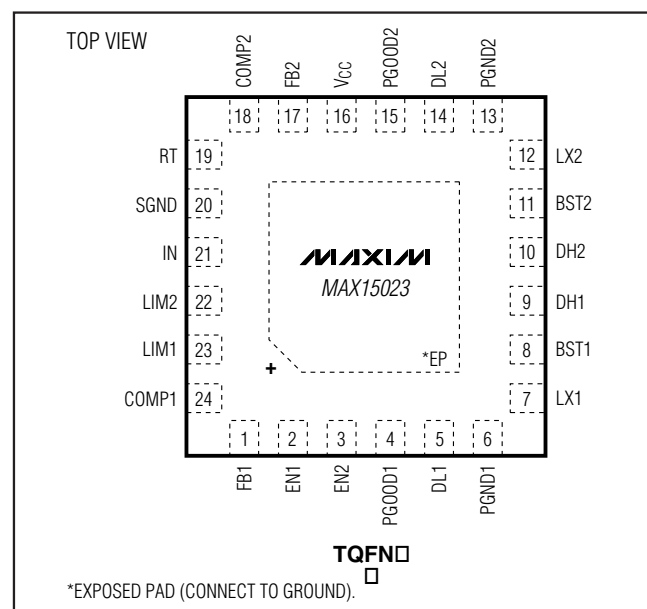 TOP VIEW
COMP2
FB2
VCC
PGOOD2
DL2
PGND2
18 17 16 15 14 13
RT 19 12 LX2
SGND 20 11 BST2
IN 21 MAXIM 10 DH2
MAX15023
LIM2 22 9 DH1
LIM1 23 *EP 8 BST1
+
COMP1 24 7 LX1
1 2 3 4 5 6
FB1
EN1
EN2
PGOOD1
DL1
PGND1
TQFN□
□
*EXPOSED PAD (CONNECT TO GROUND).